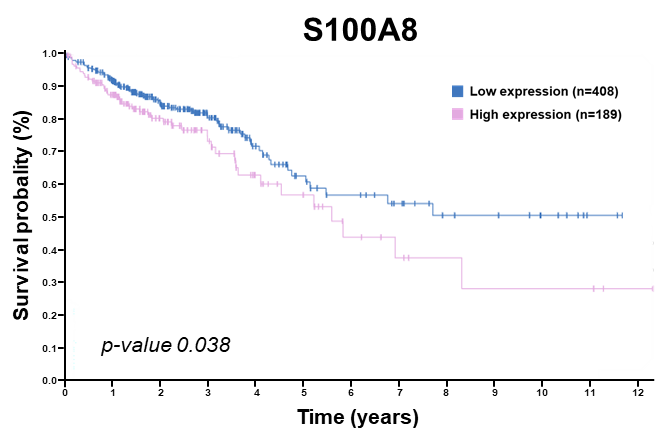 S100A8
Survival probality (%)
1.0
0.9
0.8
0.7
0.6
0.5
0.4
0.3
0.2
0.1
0.0
Low expression (n=408)
High expression (n=189)
p-value 0.038
0 1 2 3 4 5 6 7 8 9 10 11 12
Time (years)